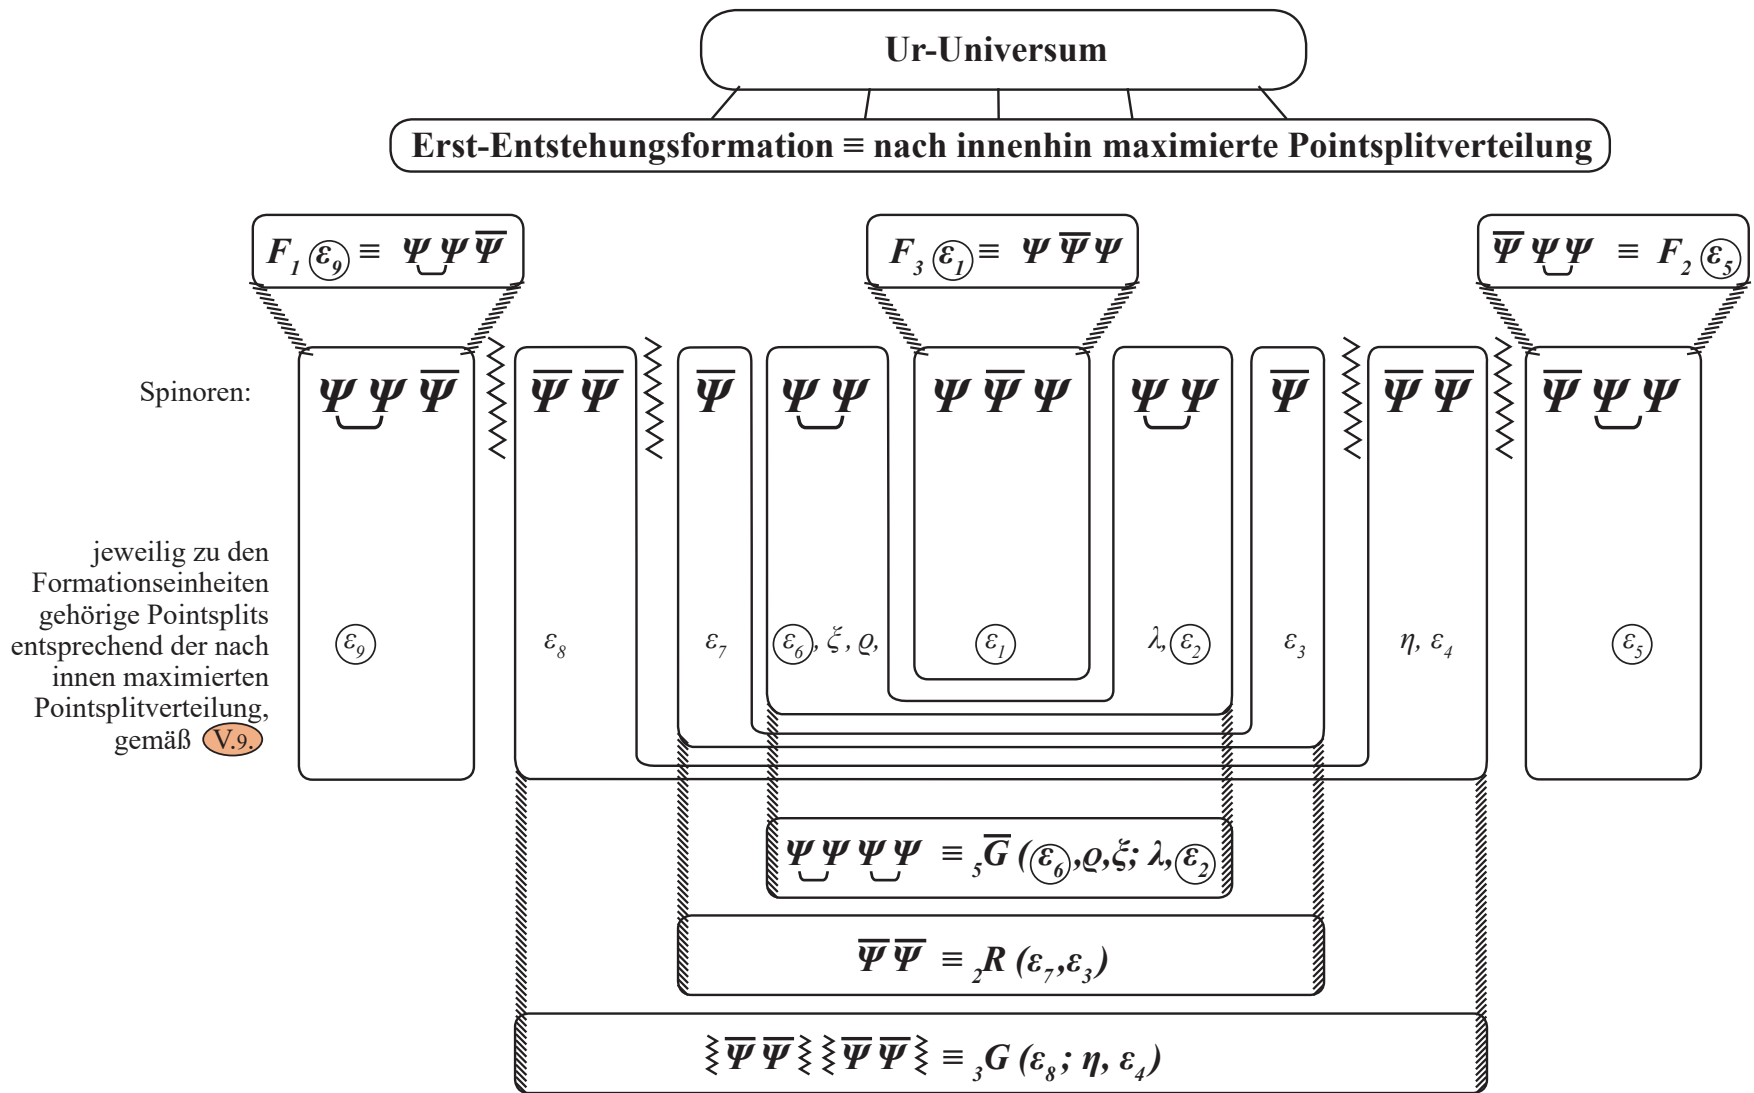 Ur-Universum
Erst-Entstehungsformation ≡ nach innenhin maximierte Pointsplitverteilung
F₁ ε₉ ≡ Ψ Ψ Ψ̅
F₃ ε₁ ≡ Ψ Ψ̅ Ψ
Ψ̅ Ψ Ψ ≡ F₂ ε₅
Spinoren: Ψ Ψ Ψ̅ Ψ̅ Ψ̅ Ψ̅ Ψ Ψ Ψ Ψ̅ Ψ Ψ Ψ Ψ̅ Ψ̅ Ψ̅ Ψ̅ Ψ Ψ
jeweilig zu den
Formationseinheiten
gehörige Pointsplits
entsprechend der nach
innen maximierten
Pointsplitverteilung,
gemäß V.9.
ε₉ ε₈ ε₇ ε₆, ξ, ϱ, ε₁ λ, ε₂ ε₃ η, ε₄ ε₅
Ψ Ψ Ψ Ψ ≡ ₅G̅ (ε₆,ϱ,ξ; λ,ε₂)
Ψ̅ Ψ̅ ≡ ₂R (ε₇,ε₃)
Ψ̅ Ψ̅ Ψ̅ Ψ̅ ≡ ₃G (ε₈; η, ε₄)